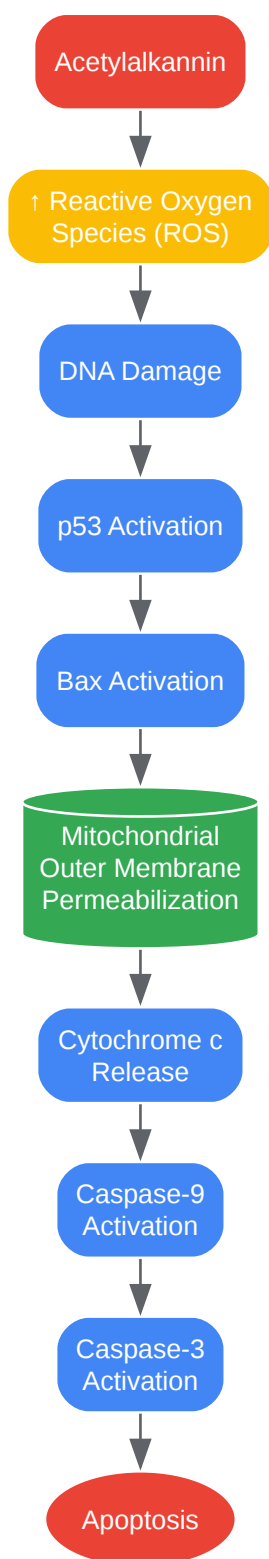 Acetylalkannin
↑ Reactive Oxygen
Species (ROS)
DNA Damage
p53 Activation
Bax Activation
Mitochondrial
Outer Membrane
Permeabilization
Cytochrome c
Release
Caspase-9
Activation
Caspase-3
Activation
Apoptosis